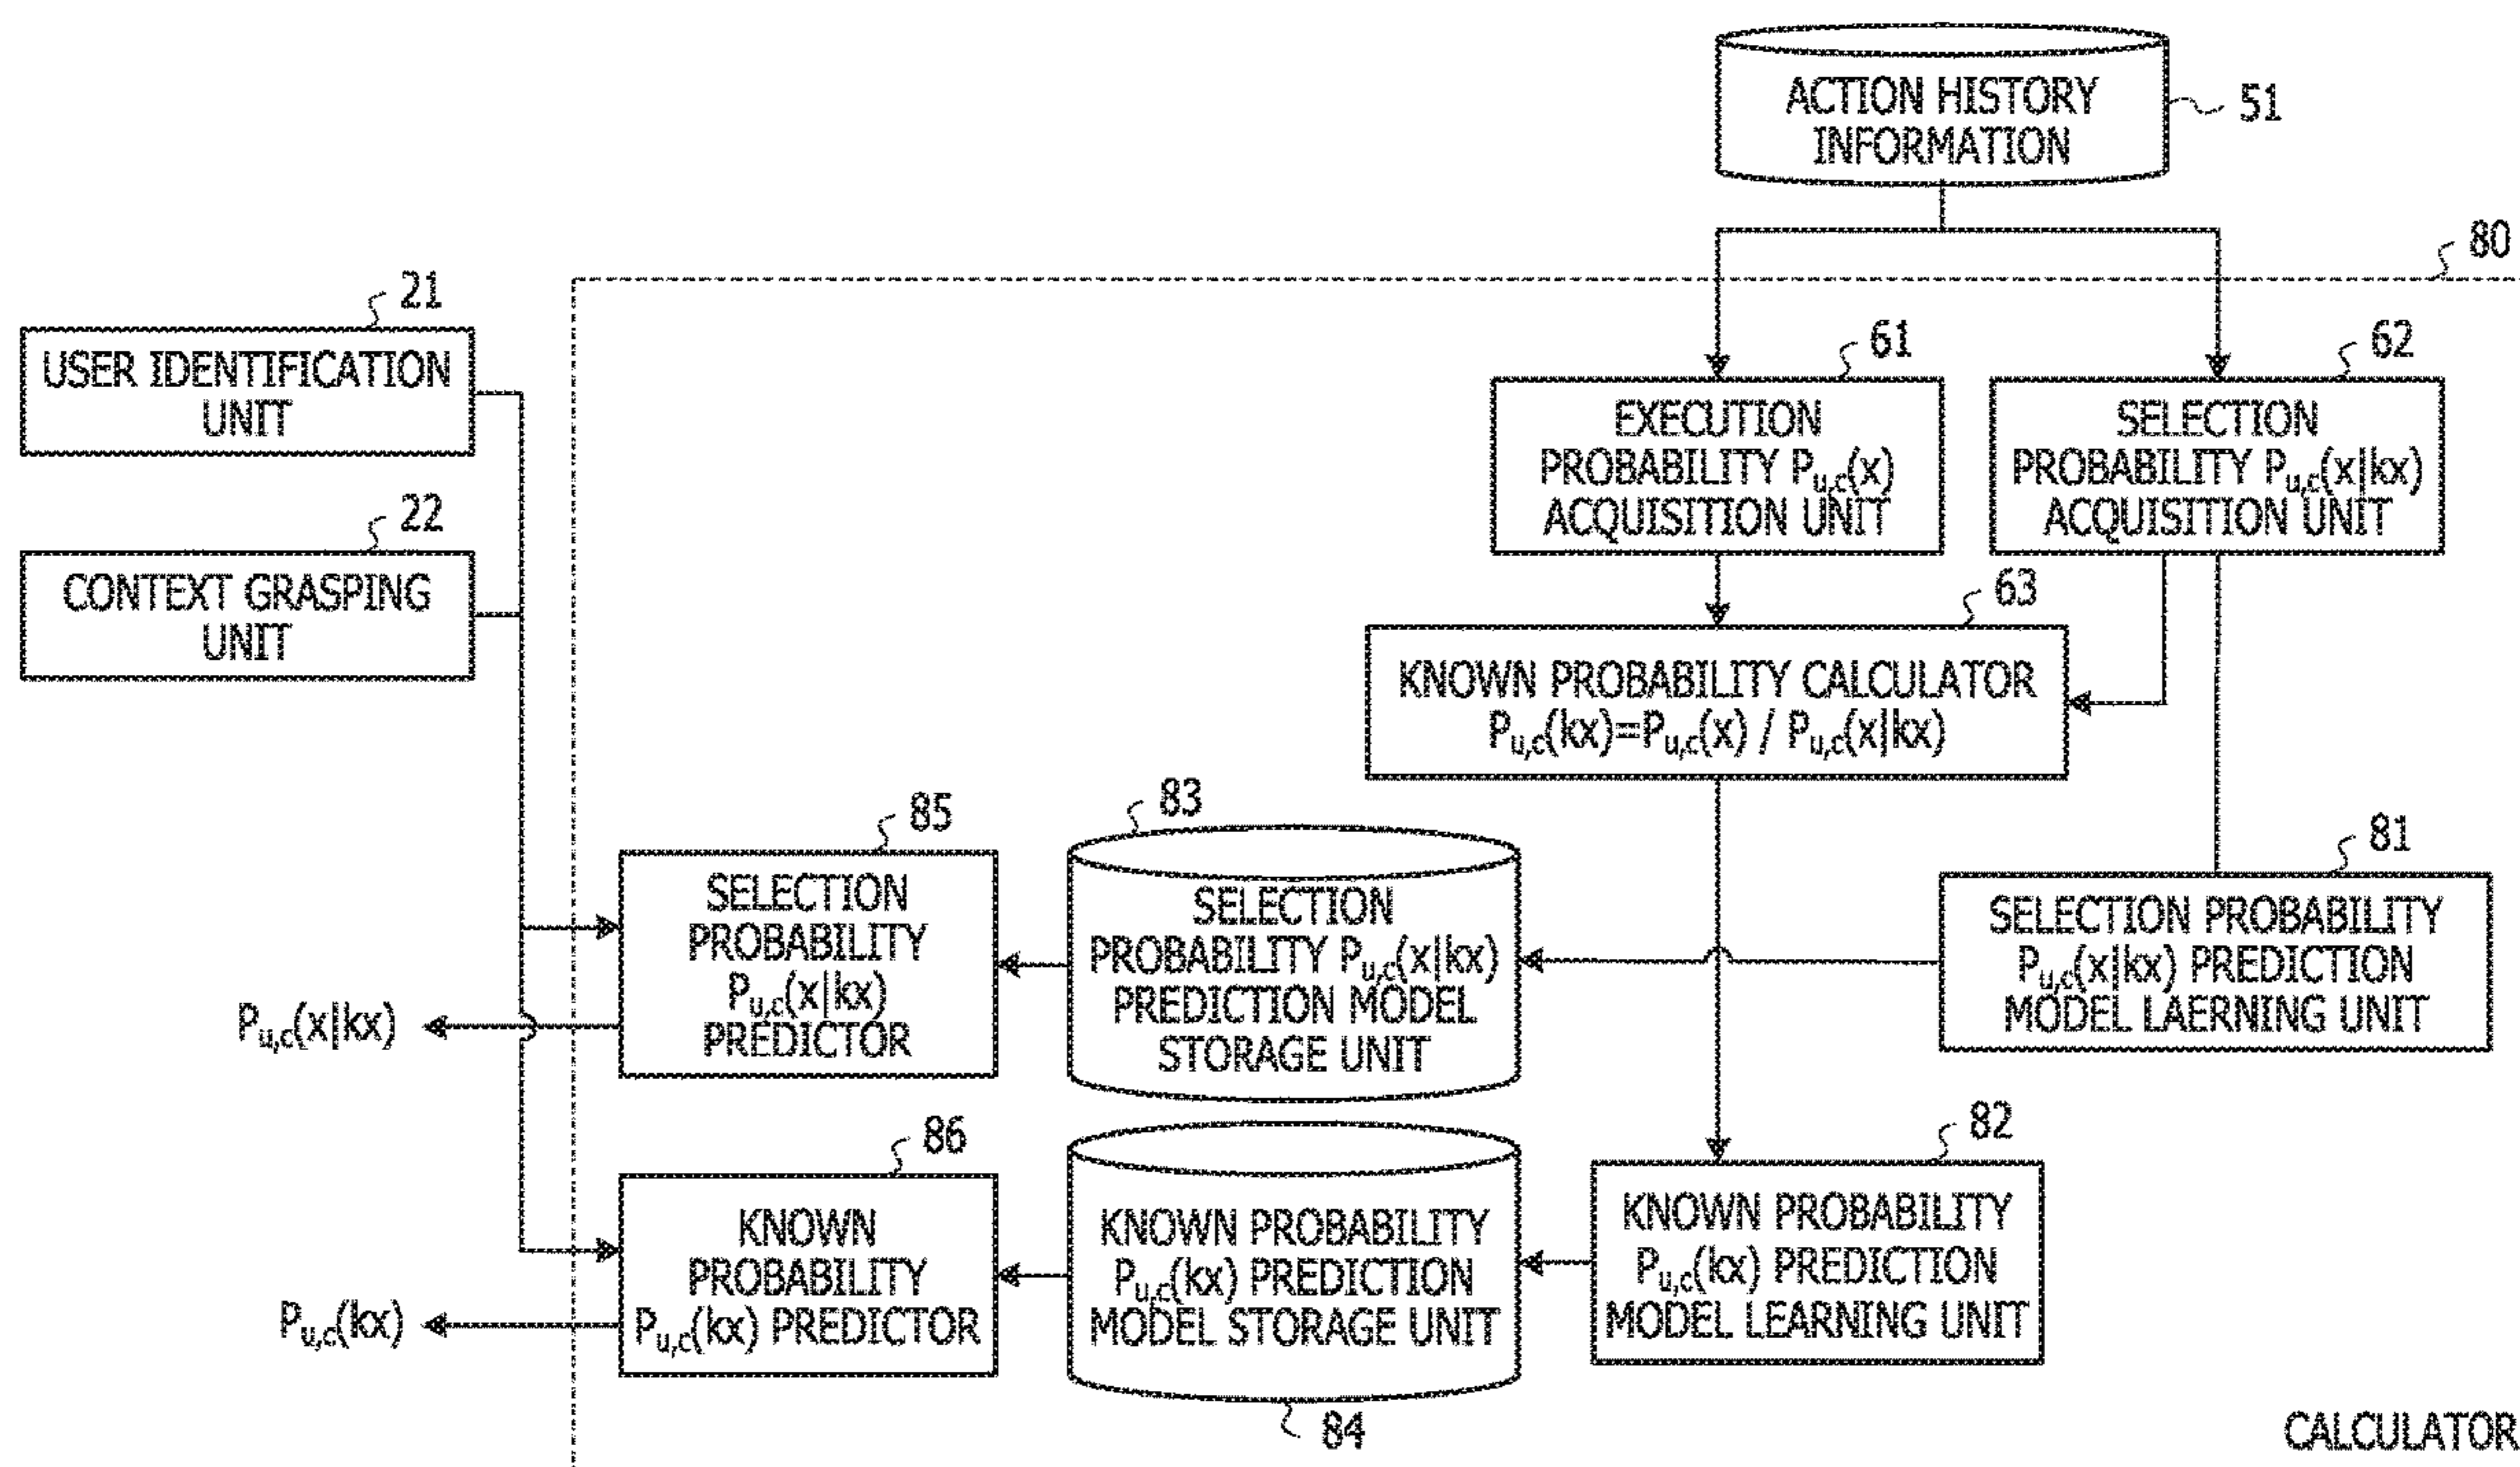 ACTION HISTORY
INFORMATION
51
80
21
USER IDENTIFICATION
UNIT
22
CONTEXT GRASPING
UNIT
61
EXECUTION
PROBABILITY Pu,c(x)
ACQUISITION UNIT
62
SELECTION
PROBABILITY Pu,c(x|kx)
ACQUISITION UNIT
63
KNOWN PROBABILITY CALCULATOR
Pu,c(kx)=Pu,c(x) / Pu,c(x|kx)
85
SELECTION
PROBABILITY
Pu,c(x|kx)
PREDICTOR
83
SELECTION
PROBABILITY Pu,c(x|kx)
PREDICTION MODEL
STORAGE UNIT
81
SELECTION PROBABILITY
Pu,c(x|kx) PREDICTION
MODEL LAERNING UNIT
Pu,c(x|kx)
86
KNOWN
PROBABILITY
Pu,c(kx) PREDICTOR
KNOWN PROBABILITY
Pu,c(kx) PREDICTION
MODEL STORAGE UNIT
84
82
KNOWN PROBABILITY
Pu,c(kx) PREDICTION
MODEL LEARNING UNIT
Pu,c(kx)
CALCULATOR